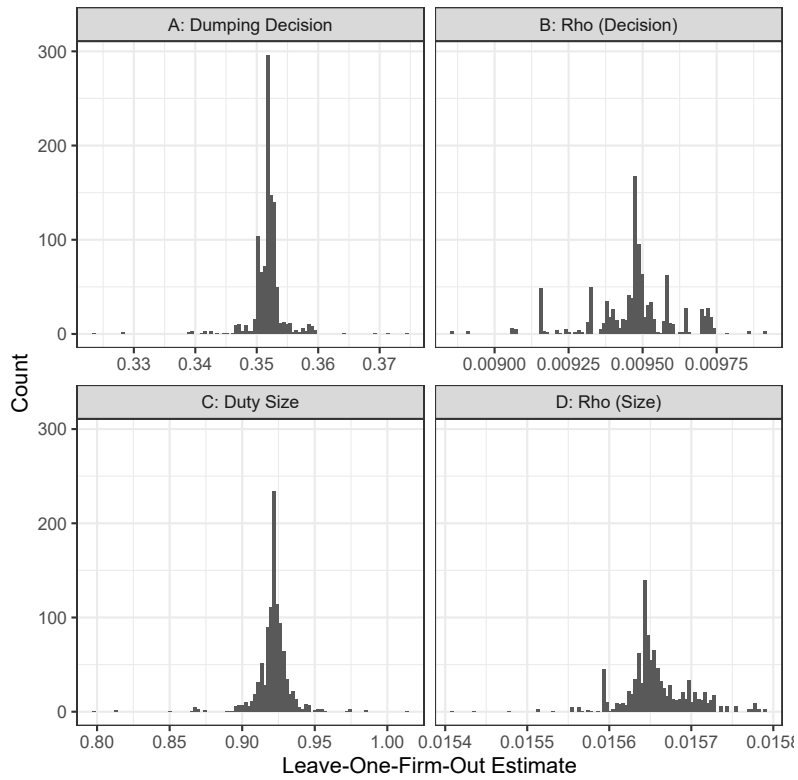 A: Dumping Decision
B: Rho (Decision)
300
200
100
0
0.33 0.34 0.35 0.36 0.37
0.00900 0.00925 0.00950 0.00975
Count
C: Duty Size
D: Rho (Size)
300
200
100
0
0.80 0.85 0.90 0.95 1.00
0.0154 0.0155 0.0156 0.0157 0.0158
Leave-One-Firm-Out Estimate